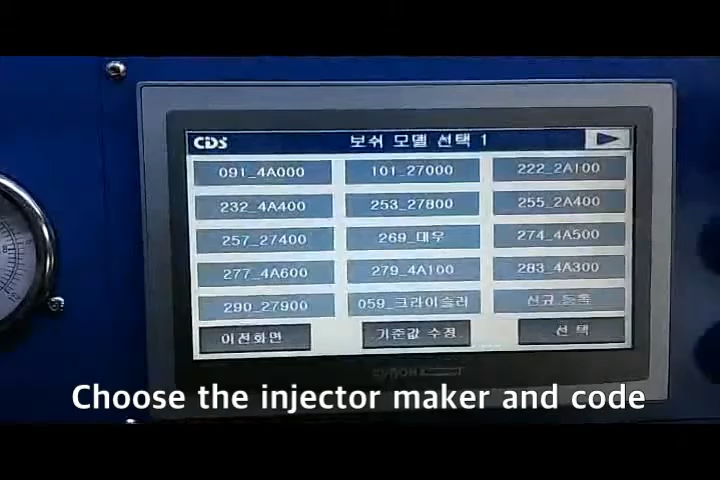 CDS 보쉬 모델 선택 1
091_4A000 101_27000 222_2A100
232_4A400 253_27800 255_2A400
257_27400 269_대우 274_4A500
277_4A600 279_4A100 283_4A300
290_27900 059_크라이슬러 신규 등록
이전화면 기준값 수정 선 택
Choose the injector maker and code